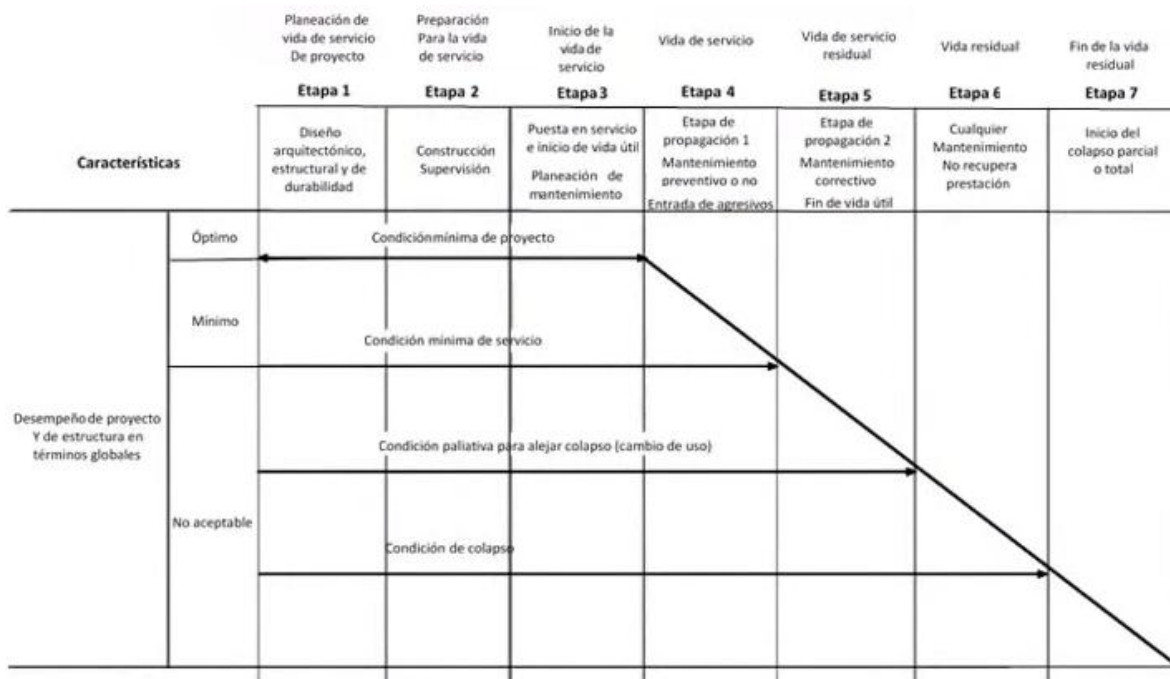 Planeación de
vida de servicio
De proyecto
Etapa 1
Preparación
Para la vida
de servicio
Etapa 2
Inicio de la
vida de
servicio
Etapa3
Vida de servicio
Etapa 4
Vida de servicio
residual
Etapa 5
Vida residual
Etapa 6
Fin de la vida
residual
Etapa 7
Características
Diseño
arquitectónico,
estructural y de
durabilidad
Construcción
Supervisión
Puesta en servicio
e inicio de vida útil
Planeación de
mantenimiento
Etapa de
propagación 1
Mantenimiento
preventivo o no
Entrada de agresivos
Etapa de
propagación 2
Mantenimiento
correctivo
Fin de vida útil
Cualquier
Mantenimiento
No recupera
prestación
Inicio del
colapso parcial
o total
Desempeño de proyecto
Y de estructura en
términos globales
Óptimo
Condición mínima de proyecto
Mínimo
Condición mínima de servicio
Condición paliativa para alejar colapso (cambio de uso)
No aceptable
Condición de colapso